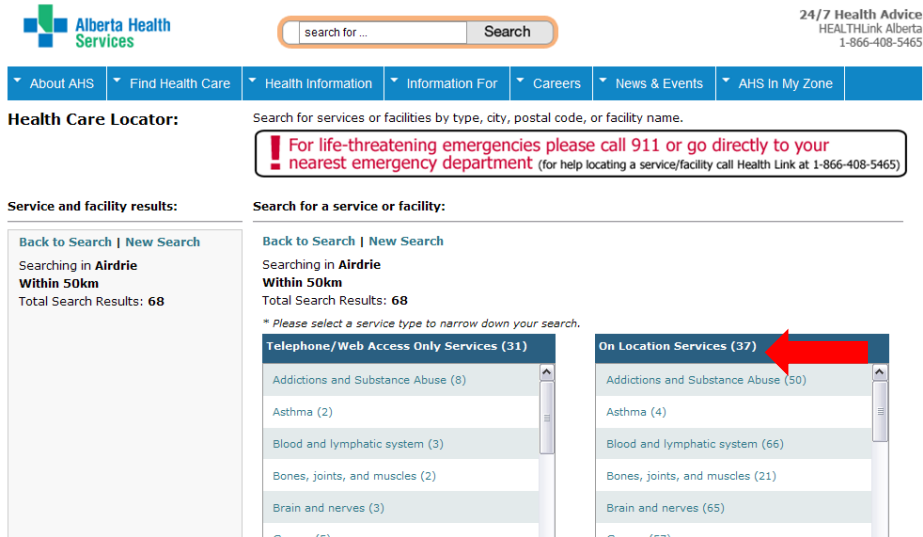 Alberta Health
Services
search for ...
Search
24/7 Health Advice
HEALTHLink Alberta
1-866-408-5465
About AHS
Find Health Care
Health Information
Information For
Careers
News & Events
AHS In My Zone
Health Care Locator:
Search for services or facilities by type, city, postal code, or facility name.
! For life-threatening emergencies please call 911 or go directly to your
nearest emergency department (for help locating a service/facility call Health Link at 1-866-408-5465)
Service and facility results:
Back to Search | New Search
Searching in Airdrie
Within 50km
Total Search Results: 68
Search for a service or facility:
Back to Search | New Search
Searching in Airdrie
Within 50km
Total Search Results: 68
* Please select a service type to narrow down your search.
Telephone/Web Access Only Services (31)
Addictions and Substance Abuse (8)
Asthma (2)
Blood and lymphatic system (3)
Bones, joints, and muscles (2)
Brain and nerves (3)
On Location Services (37)
Addictions and Substance Abuse (50)
Asthma (4)
Blood and lymphatic system (66)
Bones, joints, and muscles (21)
Brain and nerves (65)